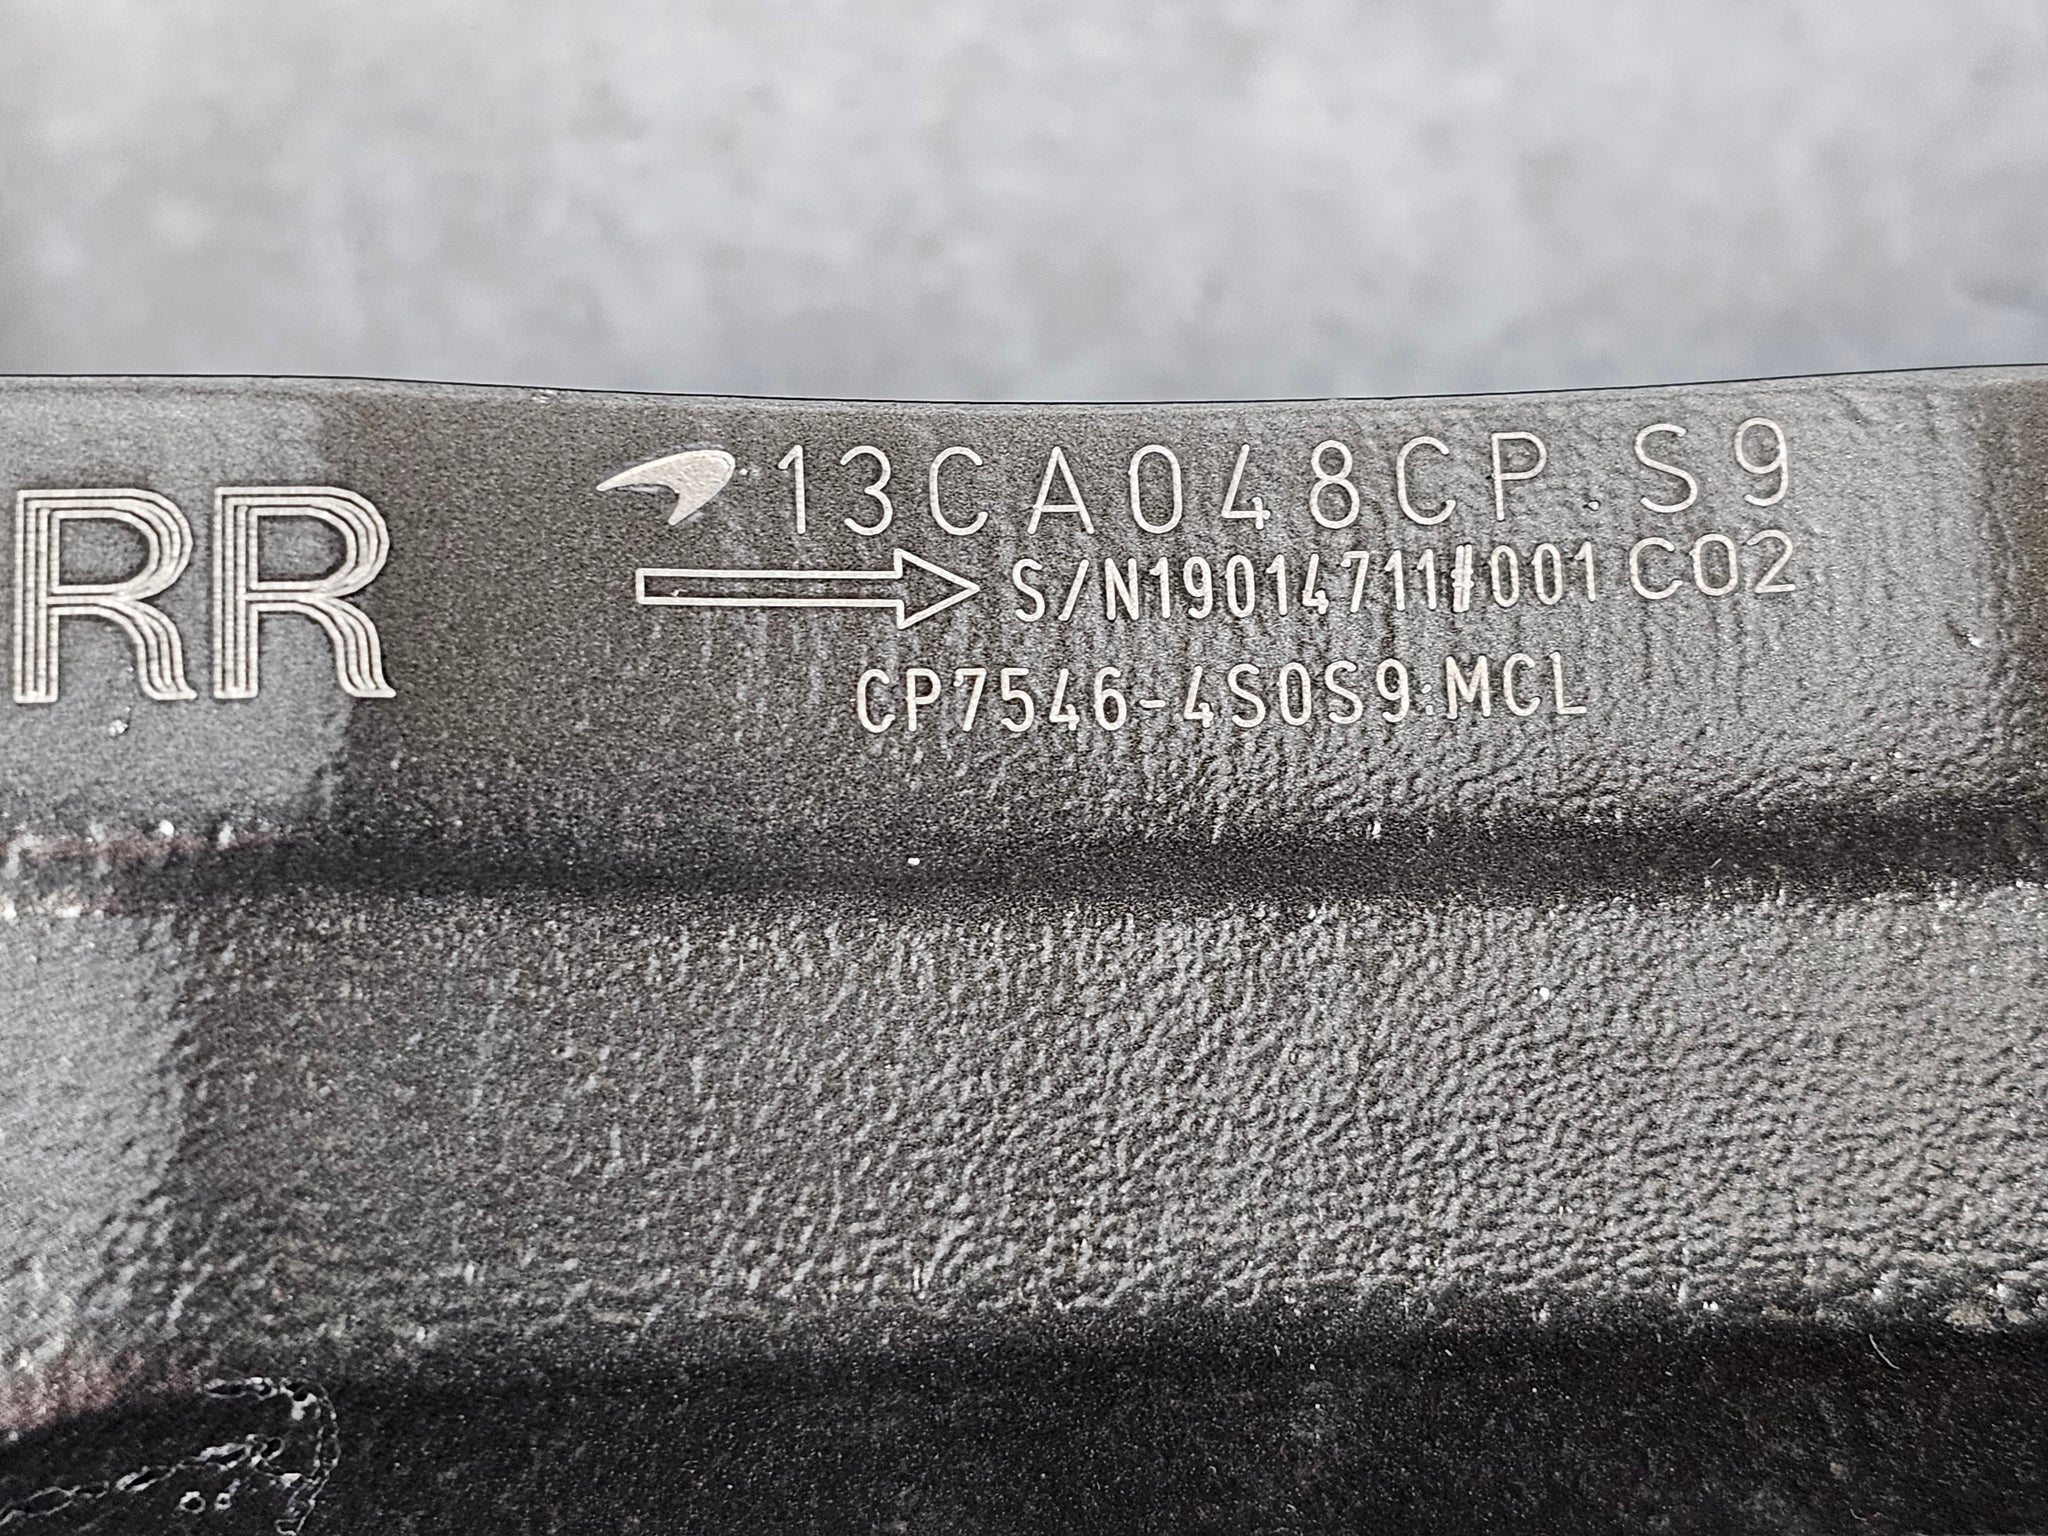 RR
13CA048CP.S9
S/N19014711#001 C02
CP7546-4S0S9:MCL